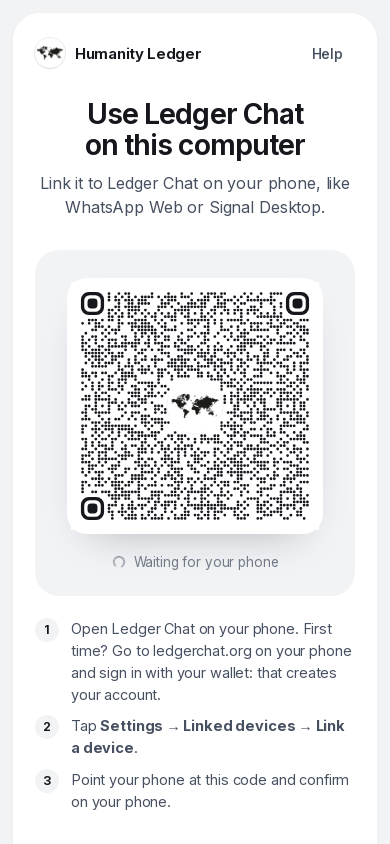 Humanity Ledger
Help
Use Ledger Chat
on this computer
Link it to Ledger Chat on your phone, like
WhatsApp Web or Signal Desktop.
Waiting for your phone
1 Open Ledger Chat on your phone. First
time? Go to ledgerchat.org on your phone
and sign in with your wallet: that creates
your account.
2 Tap Settings → Linked devices → Link
a device.
3 Point your phone at this code and confirm
on your phone.